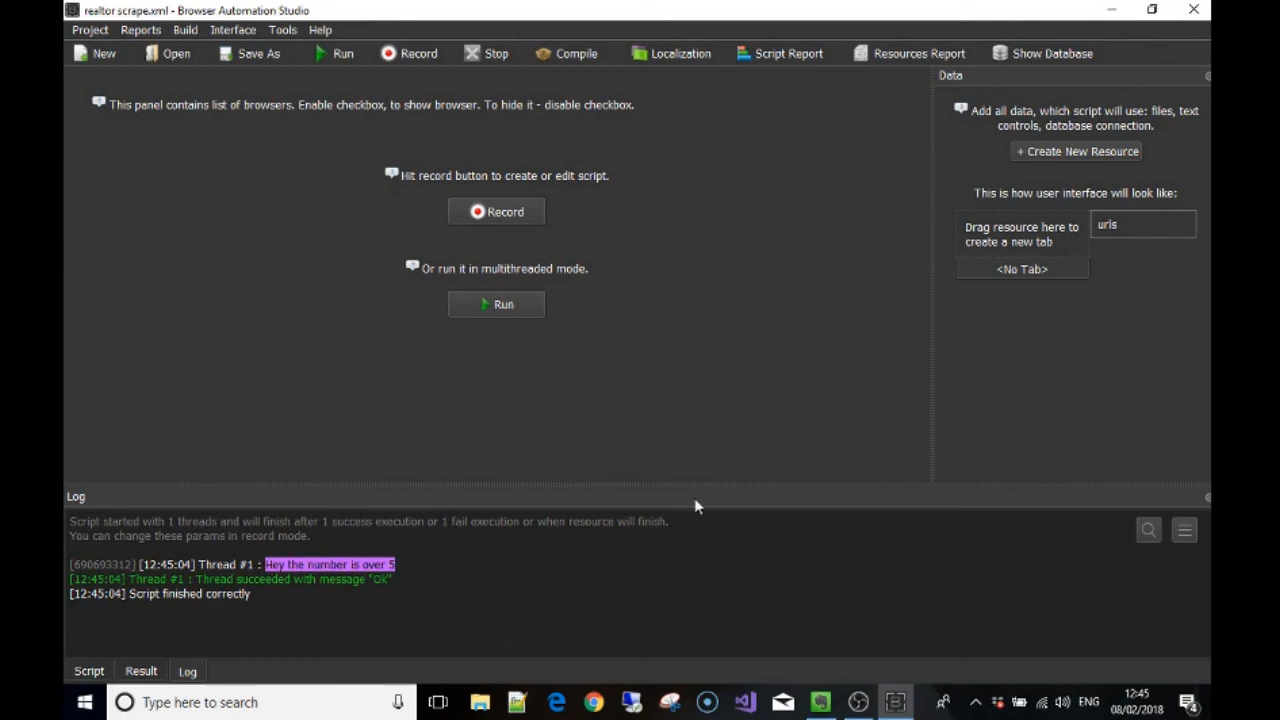 realtor scrape.xml - Browser Automation Studio
Project Reports Build Interface Tools Help
New Open Save As Run Record Stop Compile Localization Script Report Resources Report Show Database
Data
This panel contains list of browsers. Enable checkbox, to show browser. To hide it - disable checkbox.
Add all data, which script will use: files, text
controls, database connection.
+ Create New Resource
Hit record button to create or edit script.
Record
This is how user interface will look like:
Drag resource here to
create a new tab
urls
<No Tab>
Or run it in multithreaded mode.
Run
Log
Script started with 1 threads and will finish after 1 success execution or 1 fail execution or when resource will finish.
You can change these params in record mode.
[690693312] [12:45:04] Thread #1 : Hey the number is over 5
[12:45:04] Thread #1 : Thread succeeded with message "Ok"
[12:45:04] Script finished correctly
Script Result Log
Type here to search
ENG
12:45
08/02/2018
4